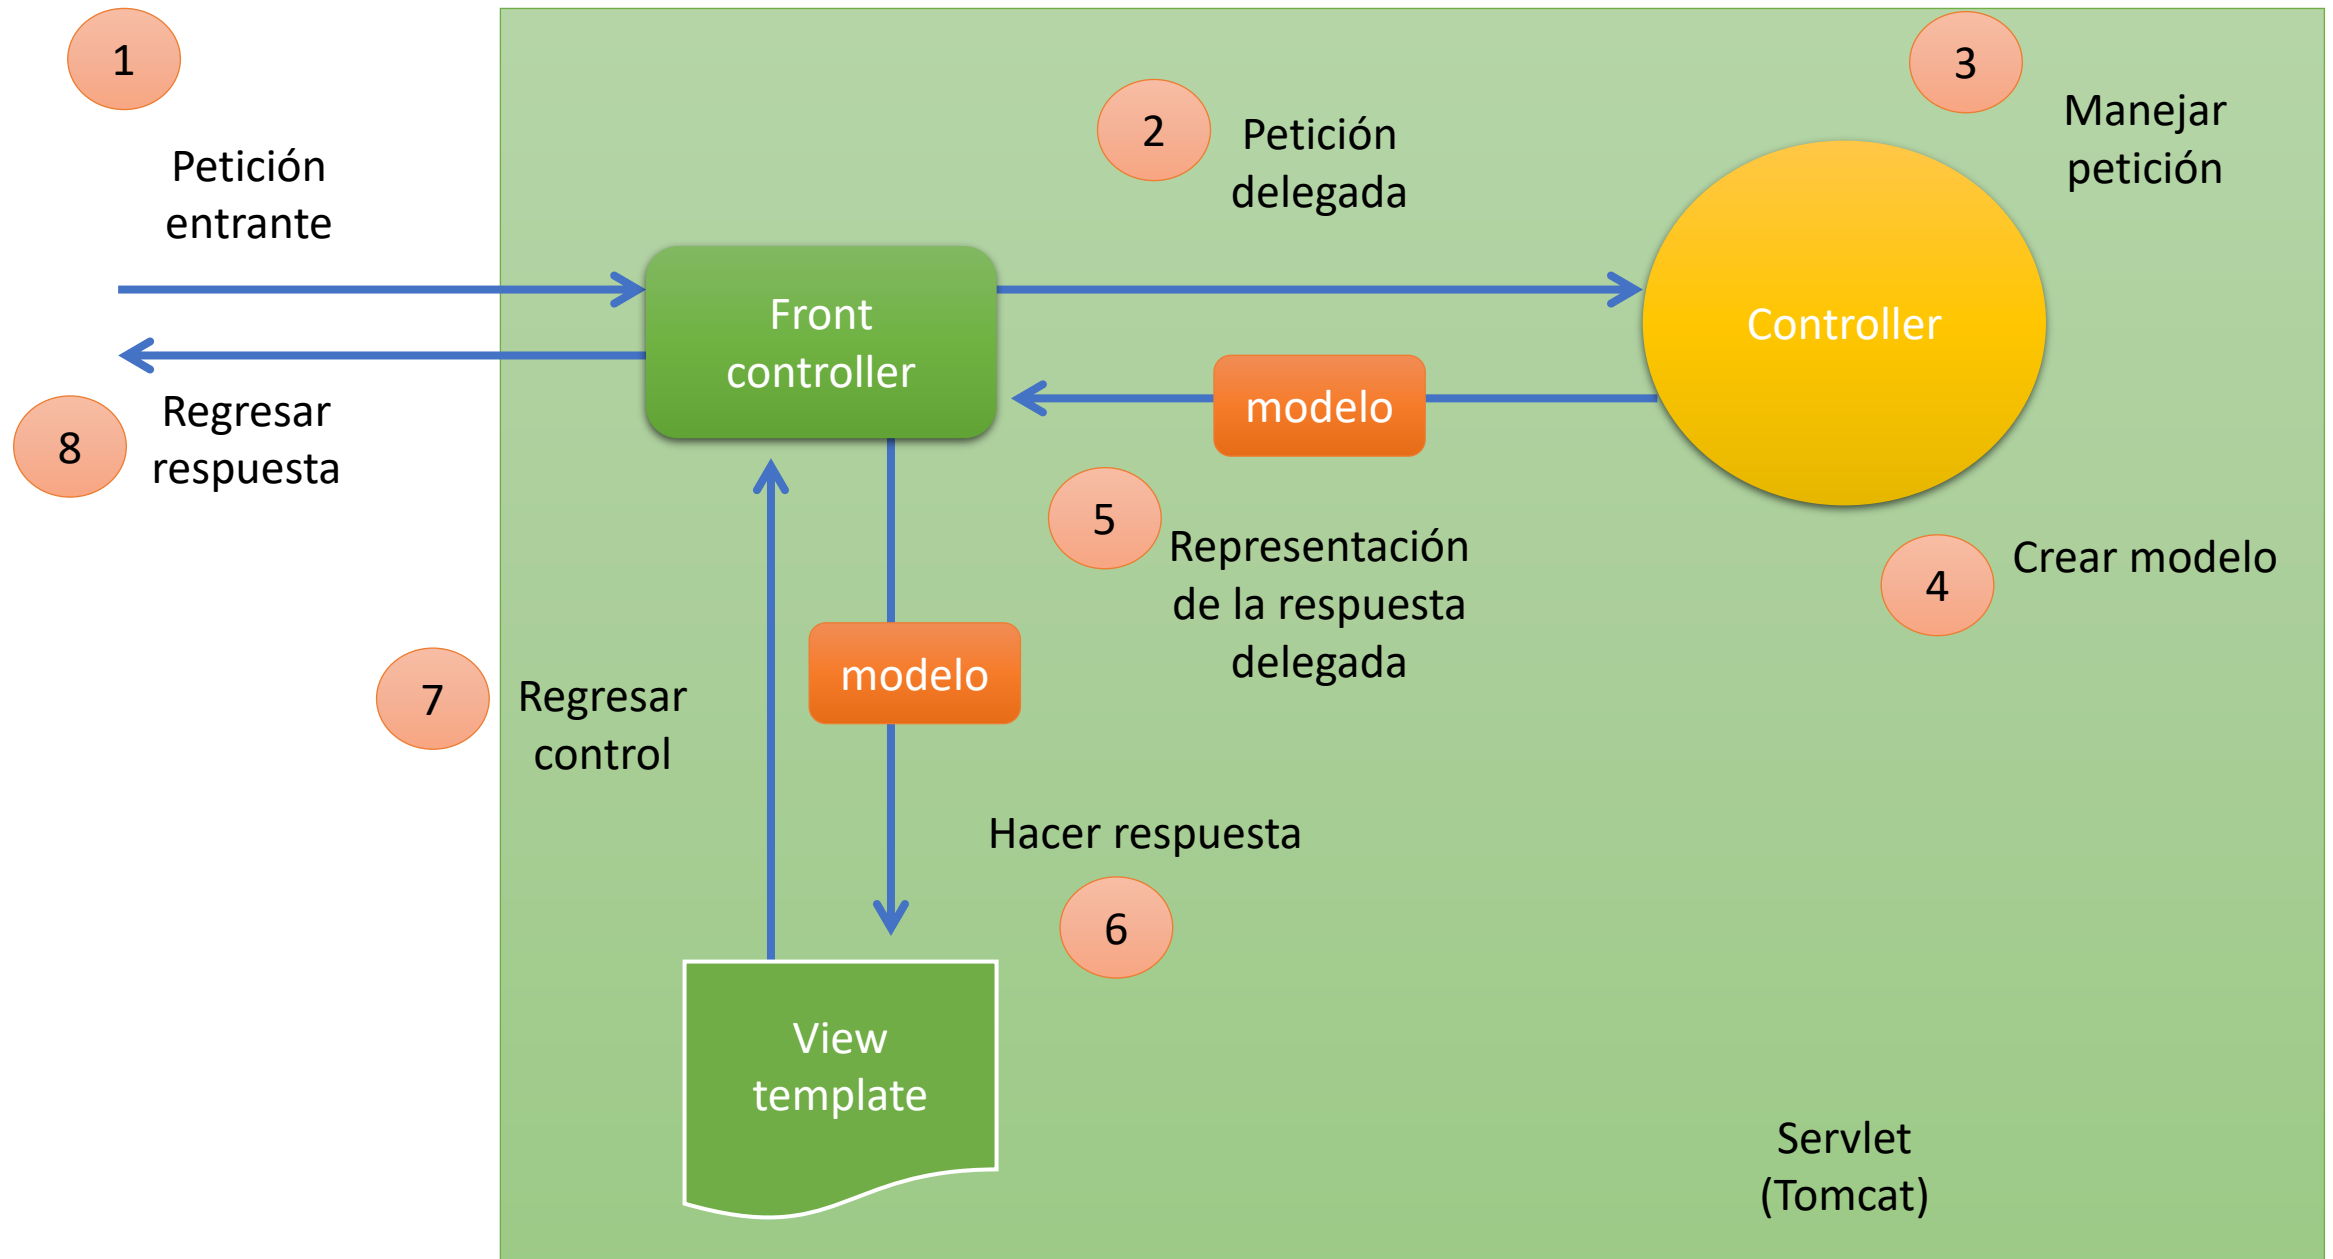 1
Petición
entrante
2
Petición
delegada
3
Manejar
petición
Front
controller
Controller
modelo
8
Regresar
respuesta
5
Representación
de la respuesta
delegada
4
Crear modelo
7
Regresar
control
modelo
Hacer respuesta
6
View
template
Servlet
(Tomcat)